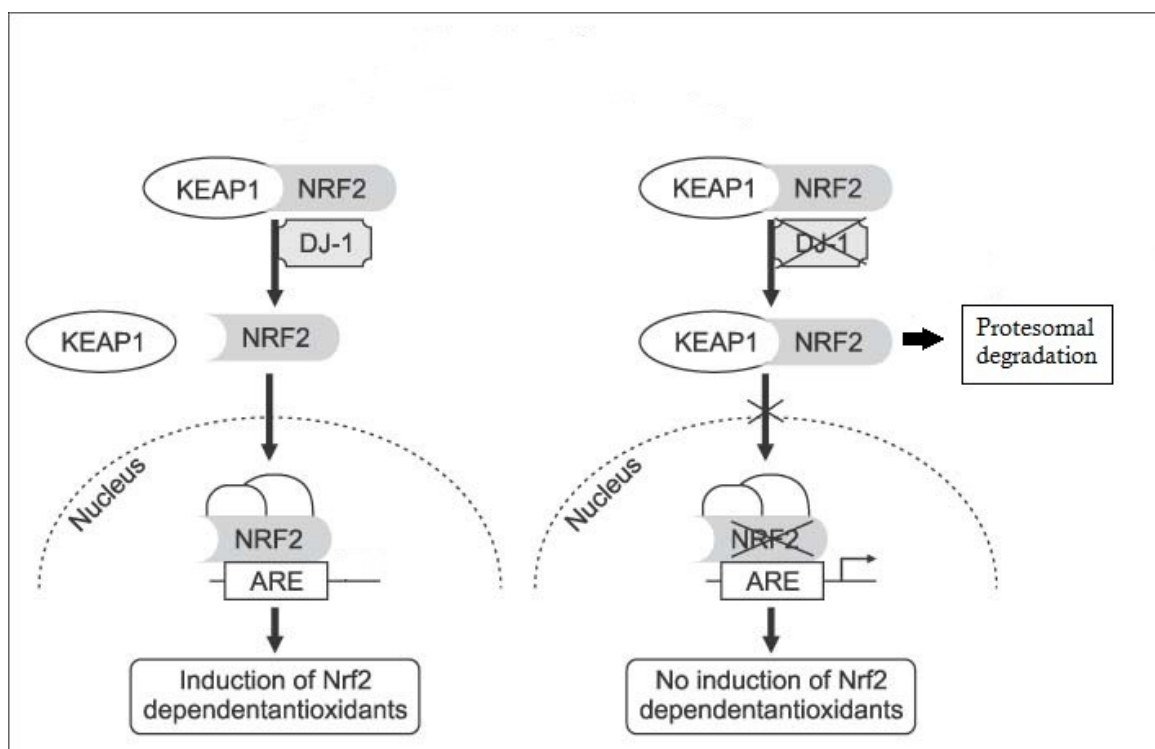 KEAP1 NRF2
DJ-1
KEAP1 NRF2
Nucleus
NRF2
ARE
Induction of Nrf2
dependentantioxidants
KEAP1 NRF2
DJ-1
KEAP1 NRF2
Protesomal
degradation
Nucleus
NRF2
ARE
No induction of Nrf2
dependentantioxidants